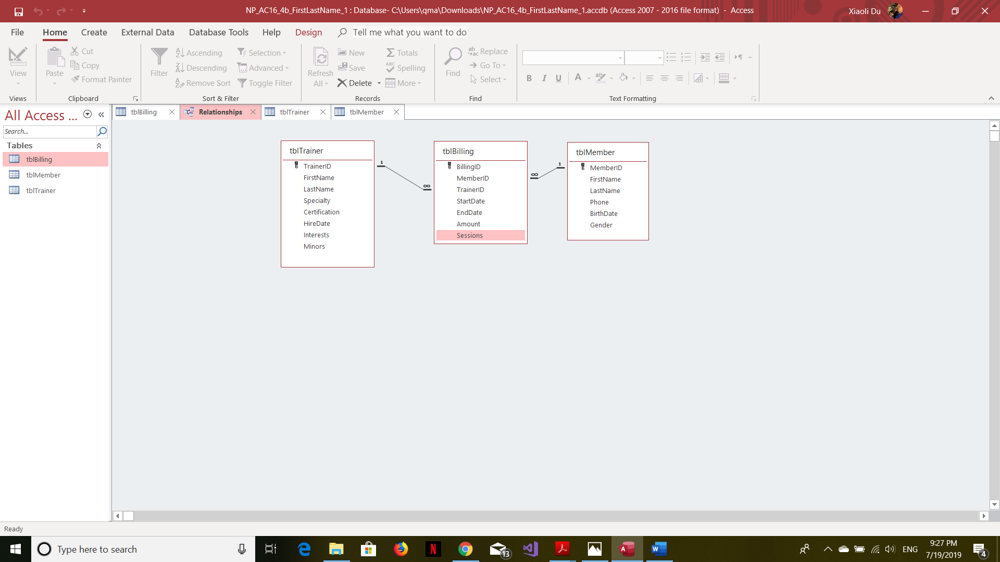 NP_AC16_4b_FirstLastName_1 : Database- C:\Users\qma\Downloads\NP_AC16_4b_FirstLastName_1.accdb (Access 2007 - 2016 file format)  -  Access
Xiaoli Du
File Home Create External Data Database Tools Help Design Tell me what you want to do
View
Views
Paste
Cut
Copy
Format Painter
Clipboard
Filter
Ascending
Descending
Remove Sort
Selection
Advanced
Toggle Filter
Sort & Filter
Refresh
All
New
Save
Delete
Totals
Spelling
More
Records
Find
Replace
Go To
Select
Find
B I U A
Text Formatting
All Access ...
Search...
Tables
tblBilling
tblMember
tblTrainer
tblBilling Relationships tblTrainer tblMember
tblTrainer
TrainerID
FirstName
LastName
Specialty
Certification
HireDate
Interests
Minors
1
∞
tblBilling
BillingID
MemberID
TrainerID
StartDate
EndDate
Amount
Sessions
∞
1
tblMember
MemberID
FirstName
LastName
Phone
BirthDate
Gender
Ready
Type here to search
13
ENG
9:27 PM
7/19/2019
4